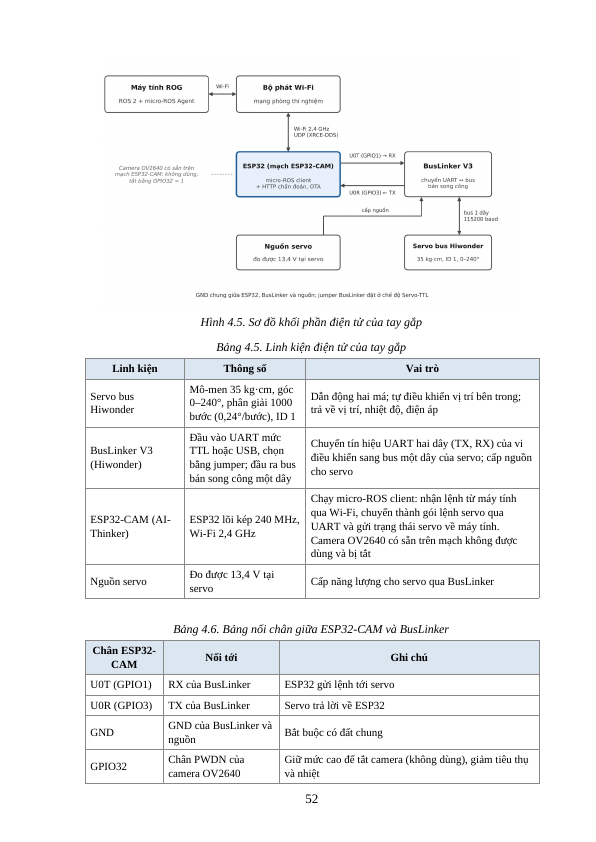 Máy tính ROG
ROS 2 + micro-ROS Agent
Wi-Fi
Bộ phát Wi-Fi
mạng phòng thí nghiệm
Wi-Fi 2,4 GHz
UDP (XRCE-DDS)
Camera OV2640 có sẵn trên
mạch ESP32-CAM: không dùng,
tắt bằng GPIO32 = 1
ESP32 (mạch ESP32-CAM)
micro-ROS client
+ HTTP chẩn đoán, OTA
U0T (GPIO1) → RX
U0R (GPIO3) ← TX
BusLinker V3
chuyển UART ↔ bus
bán song công
cấp nguồn
bus 1 dây
115200 baud
Nguồn servo
đo được 13,4 V tại servo
Servo bus Hiwonder
35 kg·cm, ID 1, 0–240°
GND chung giữa ESP32, BusLinker và nguồn; jumper BusLinker đặt ở chế độ Servo-TTL
Hình 4.5. Sơ đồ khối phần điện tử của tay gắp
Bảng 4.5. Linh kiện điện tử của tay gắp
Linh kiện
Thông số
Vai trò
Servo bus
Hiwonder
Mô-men 35 kg·cm, góc
0–240°, phân giải 1000
bước (0,24°/bước), ID 1
Dẫn động hai má; tự điều khiển vị trí bên trong;
trả về vị trí, nhiệt độ, điện áp
BusLinker V3
(Hiwonder)
Đầu vào UART mức
TTL hoặc USB, chọn
bằng jumper; đầu ra bus
bán song công một dây
Chuyển tín hiệu UART hai dây (TX, RX) của vi
điều khiển sang bus một dây của servo; cấp nguồn
cho servo
ESP32-CAM (AI-
Thinker)
ESP32 lõi kép 240 MHz,
Wi-Fi 2,4 GHz
Chạy micro-ROS client: nhận lệnh từ máy tính
qua Wi-Fi, chuyển thành gói lệnh servo qua
UART và gửi trạng thái servo về máy tính.
Camera OV2640 có sẵn trên mạch không được
dùng và bị tắt
Nguồn servo
Đo được 13,4 V tại
servo
Cấp năng lượng cho servo qua BusLinker
Bảng 4.6. Bảng nối chân giữa ESP32-CAM và BusLinker
Chân ESP32-
CAM
Nối tới
Ghi chú
U0T (GPIO1)
RX của BusLinker
ESP32 gửi lệnh tới servo
U0R (GPIO3)
TX của BusLinker
Servo trả lời về ESP32
GND
GND của BusLinker và
nguồn
Bắt buộc có đất chung
GPIO32
Chân PWDN của
camera OV2640
Giữ mức cao để tắt camera (không dùng), giảm tiêu thụ
và nhiệt
52